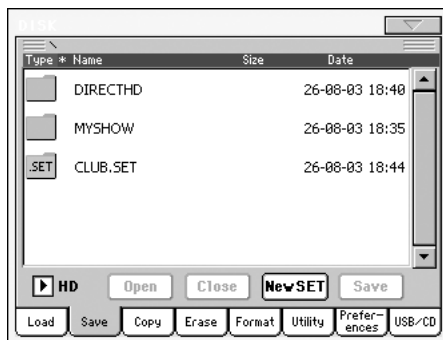 DISK
Type * Name Size Date
DIRECTHD 26-08-03 18:40
MYSHOW 26-08-03 18:35
.SET CLUB.SET 26-08-03 18:44
HD Open Close New SET Save
Load Save Copy Erase Format Utility Prefer-
ences USB/CD